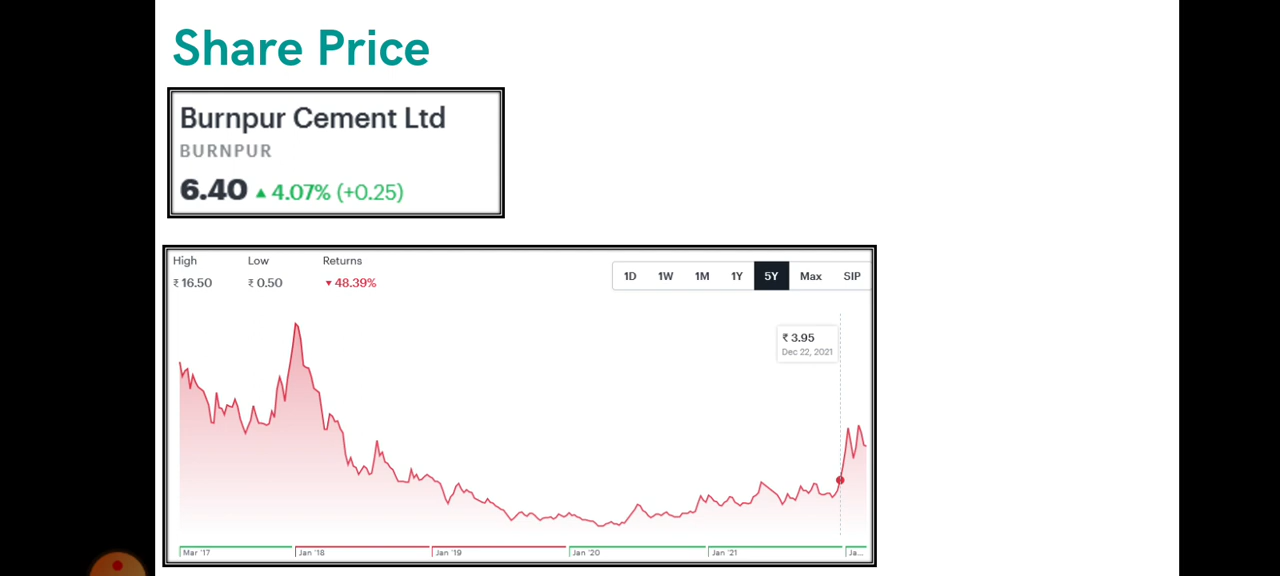 Share Price
Burnpur Cement Ltd
BURNPUR
6.40 ▲ 4.07% (+0.25)
High Low Returns
₹ 16.50 ₹ 0.50 ▼ 48.39%
1D 1W 1M 1Y 5Y Max SIP
₹ 3.95
Dec 22, 2021
Mar '17 Jan '18 Jan '19 Jan '20 Jan '21 Ja...